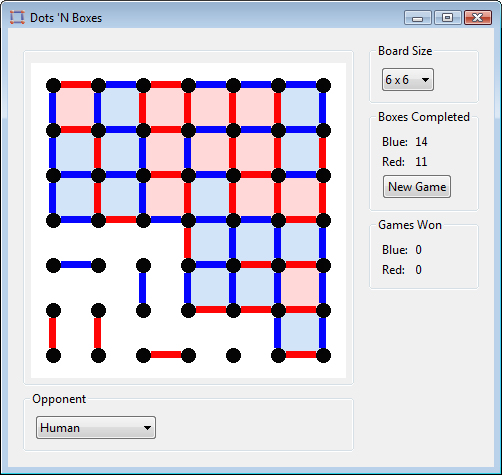 Dots 'N Boxes
Board Size
6 x 6
Boxes Completed
Blue: 14
Red: 11
New Game
Games Won
Blue: 0
Red: 0
Opponent
Human